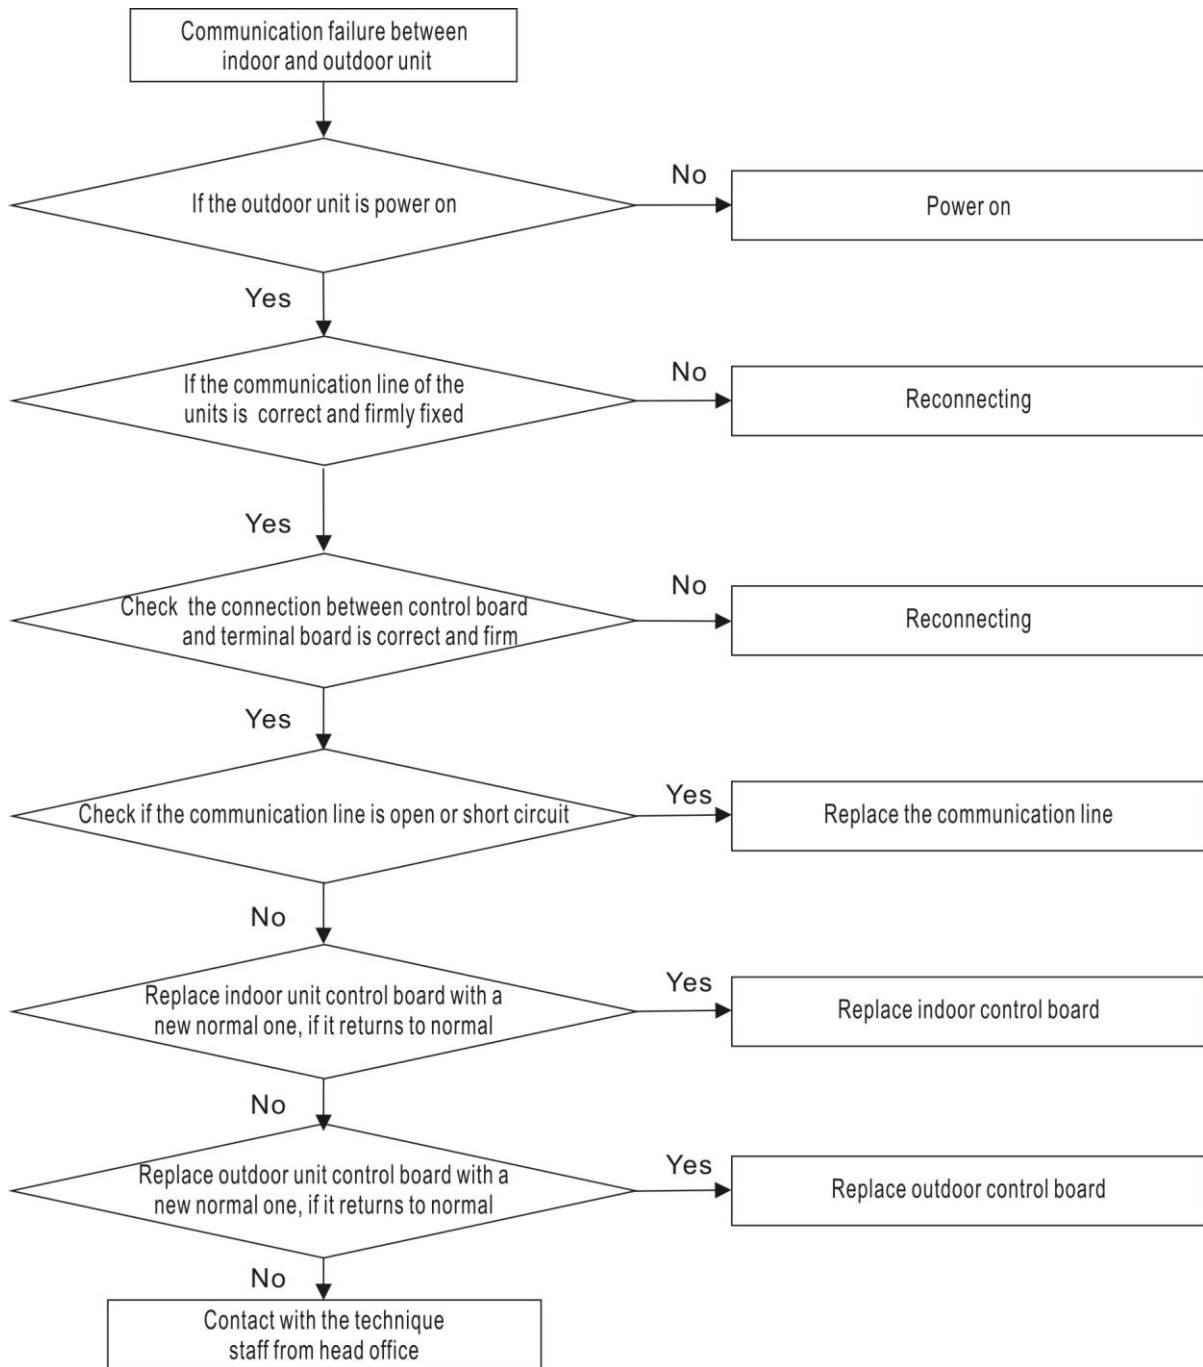 Communication failure between
indoor and outdoor unit
If the outdoor unit is power on
No
Power on
Yes
If the communication line of the
units is correct and firmly fixed
No
Reconnecting
Yes
Check the connection between control board
and terminal board is correct and firm
No
Reconnecting
Yes
Check if the communication line is open or short circuit
Yes
Replace the communication line
No
Replace indoor unit control board with a
new normal one, if it returns to normal
Yes
Replace indoor control board
No
Replace outdoor unit control board with a
new normal one, if it returns to normal
Yes
Replace outdoor control board
No
Contact with the technique
staff from head office